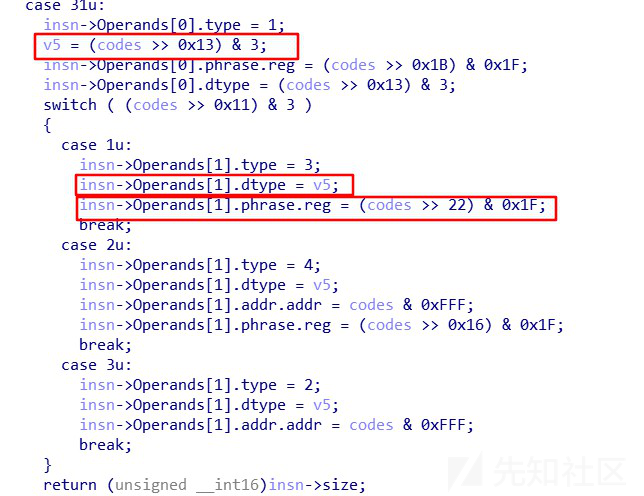 case 31u:
insn->Operands[0].type = 1;
v5 = (codes >> 0x13) & 3;
insn->Operands[0].phrase.reg = (codes >> 0x1B) & 0x1F;
insn->Operands[0].dtype = (codes >> 0x13) & 3;
switch ( (codes >> 0x11) & 3 )
{
case 1u:
insn->Operands[1].type = 3;
insn->Operands[1].dtype = v5;
insn->Operands[1].phrase.reg = (codes >> 22) & 0x1F;
break;
case 2u:
insn->Operands[1].type = 4;
insn->Operands[1].dtype = v5;
insn->Operands[1].addr.addr = codes & 0xFFF;
insn->Operands[1].phrase.reg = (codes >> 0x16) & 0x1F;
break;
case 3u:
insn->Operands[1].type = 2;
insn->Operands[1].dtype = v5;
insn->Operands[1].addr.addr = codes & 0xFFF;
break;
}
return (unsigned __int16)insn->size;
先知社区